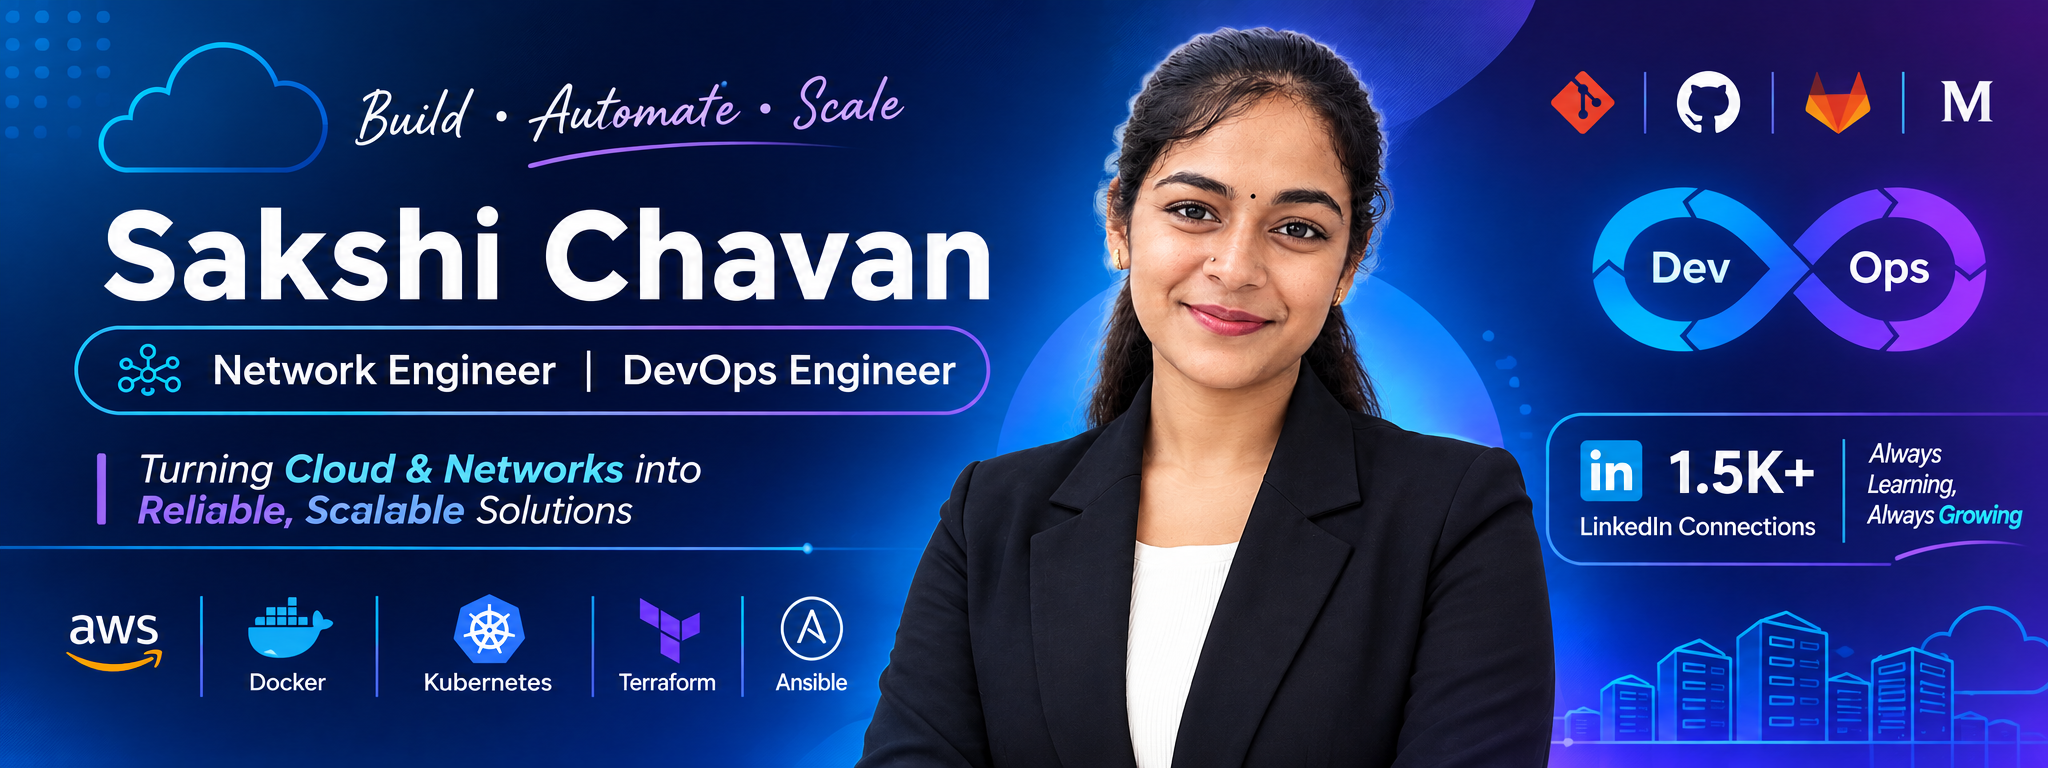 Build • Automate • Scale
Sakshi Chavan
Network Engineer | DevOps Engineer
Turning Cloud & Networks into
Reliable, Scalable Solutions
aws
Docker
Kubernetes
Terraform
Ansible
M
Dev
Ops
in
1.5K+
LinkedIn Connections
Always
Learning,
Always Growing